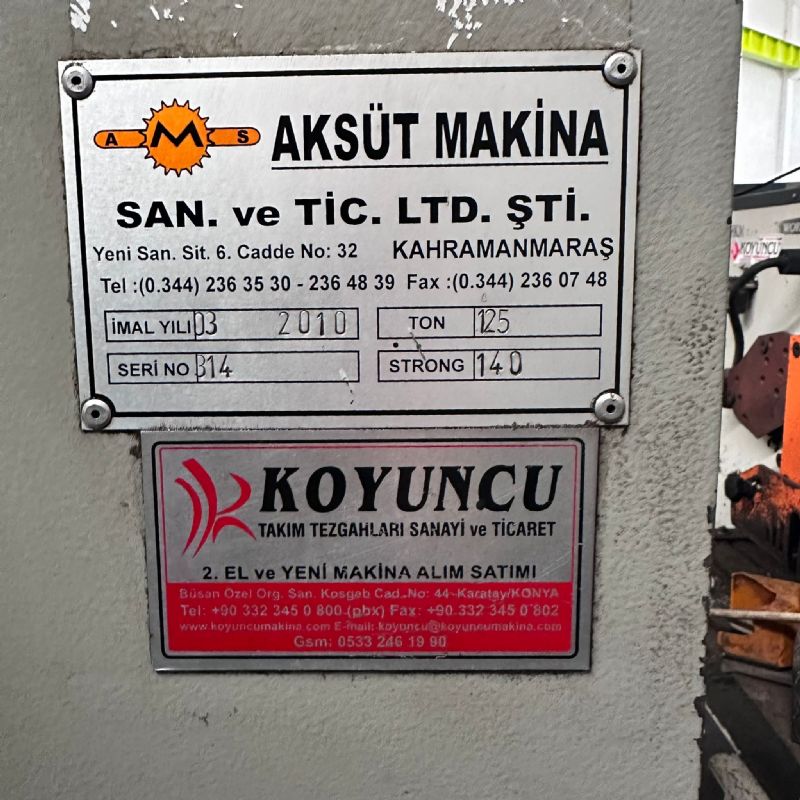 A M S
AKSÜT MAKİNA
SAN. ve TİC. LTD. ŞTİ.
Yeni San. Sit. 6. Cadde No: 32 KAHRAMANMARAŞ
Tel :(0.344) 236 35 30 - 236 48 39 Fax :(0.344) 236 07 48
İMAL YILI 03 2010 TON 125
SERİ NO 314 STRONG 140
KOYUNCU
KOYUNCU
TAKIM TEZGAHLARI SANAYİ ve TİCARET
2. EL ve YENİ MAKİNA ALIM SATIMI
Büsan Özel Org. San. Kosgeb Cad. No: 44- Karatay/KONYA
Tel: +90 332 345 0 800 (pbx) Fax: +90 332 345 0 802
www.koyuncumakina.com E-mail: koyuncu@koyuncumakina.com
Gsm: 0533 246 19 90